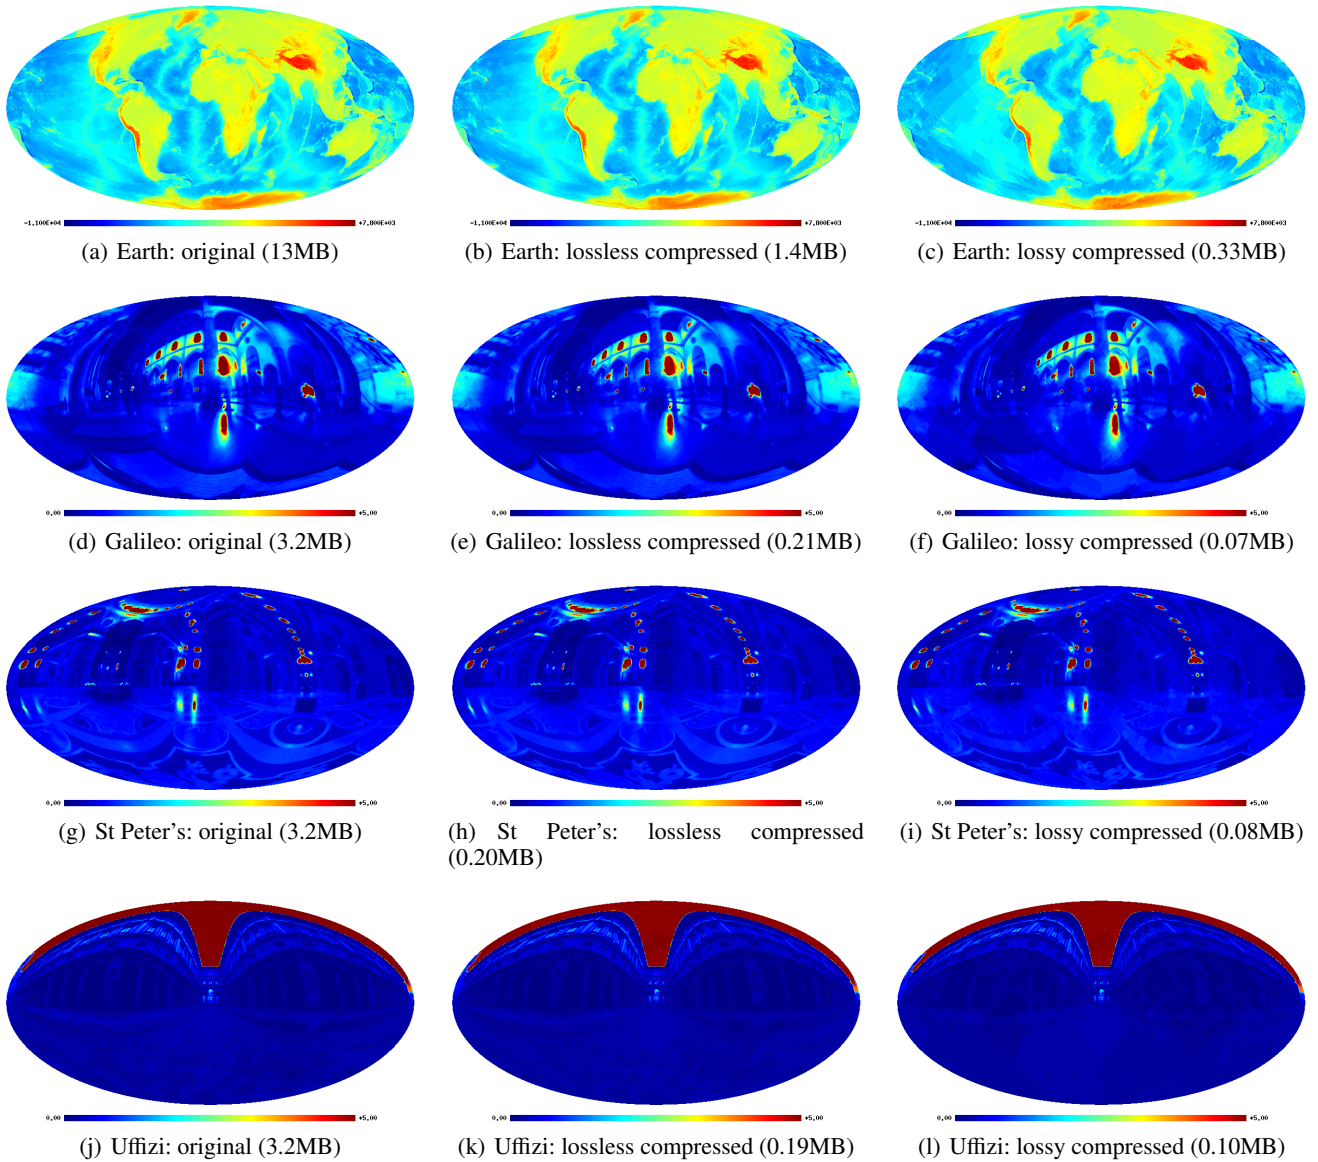 -1,100E+04 +7,800E+03 -1,100E+04 +7,800E+03 -1,100E+04 +7,800E+03
(a) Earth: original (13MB) (b) Earth: lossless compressed (1.4MB) (c) Earth: lossy compressed (0.33MB)
0.00 +5.00 0.00 +5.00 0.00 +5.00
(d) Galileo: original (3.2MB) (e) Galileo: lossless compressed (0.21MB) (f) Galileo: lossy compressed (0.07MB)
0.00 +5.00 0.00 +5.00 0.00 +5.00
(g) St Peter's: original (3.2MB) (h) St Peter's: lossless compressed (i) St Peter's: lossy compressed (0.08MB)
(0.20MB)
0.00 +5.00 0.00 +5.00 0.00 +5.00
(j) Uffizi: original (3.2MB) (k) Uffizi: lossless compressed (0.19MB) (l) Uffizi: lossy compressed (0.10MB)